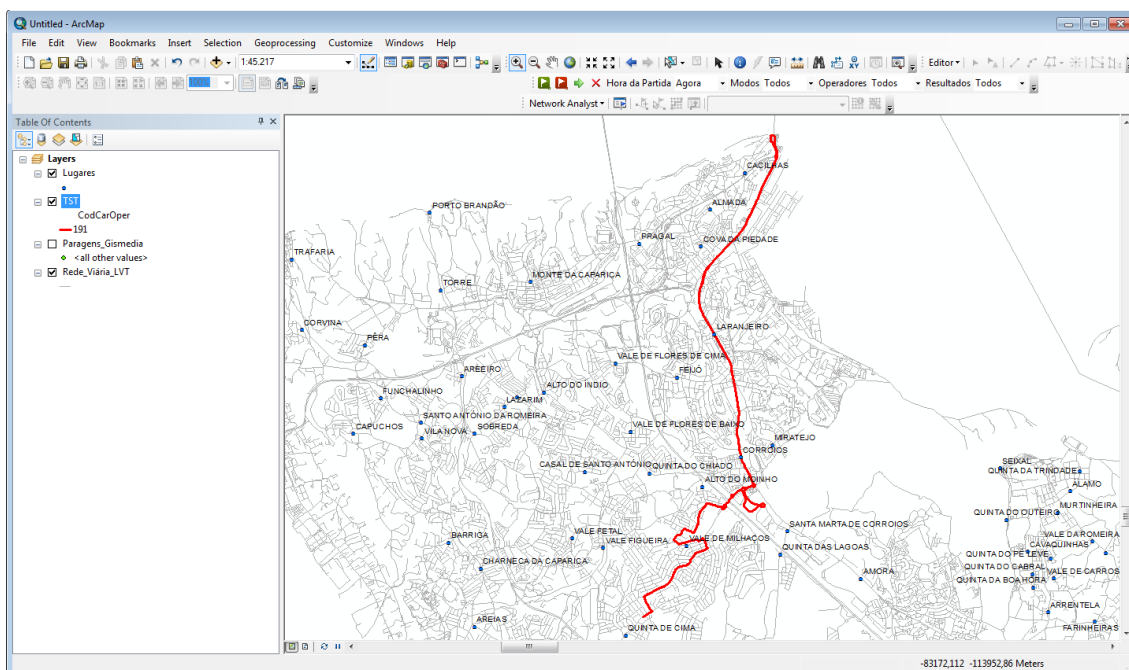 Untitled - ArcMap
File Edit View Bookmarks Insert Selection Geoprocessing Customize Windows Help
1:45.217
Editor
100%
Hora da Partida Agora Modos Todos Operadores Todos Resultados Todos
Network Analyst
Table Of Contents
Layers
Lugares
TST
CodCarOper
191
Paragens_Gismedia
<all other values>
Rede_Viária_LVT
CACILHAS
ALMADA
PORTO BRANDÃO
PRAGAL
COVA DA PIEDADE
TRAFARIA
MONTE DA CAPARICA
TORRE
CORVINA
LARANJEIRO
PÊRA
VALE DE FLORES DE CIMA
AREEIRO
FEIJÓ
ALTO DO ÍNDIO
FUNCHALINHO
LAZARIM
SANTO ANTÓNIO DA ROMEIRA
CAPUCHOS
VILA NOVA
SOBREDA
VALE DE FLORES DE BAIXO
MIRATEJO
CORROIOS
CASAL DE SANTO ANTÓNIO
QUINTA DO CHIADO
SEIXAL
QUINTA DA TRINDADE
ALTO DO MOINHO
ALAMO
MURTINHEIRA
QUINTA DO OUTEIRO
SANTA MARTA DE CORROIOS
VALE FETAL
BARRIGA
VALE FIGUEIRA
VALE DE MILHAÇOS
VALE DA ROMEIRA
CAVAQUINHAS
QUINTA DAS LAGOAS
QUINTA DO PÉ LEVE
CHARNECA DA CAPARICA
QUINTA DO CABRAL
VALE DE CARROS
AMORA
QUINTA DA BOA HORA
ARRENTELA
AREIAS
QUINTA DE CIMA
FARINHEIRAS
-83172,112 -113952,86 Meters